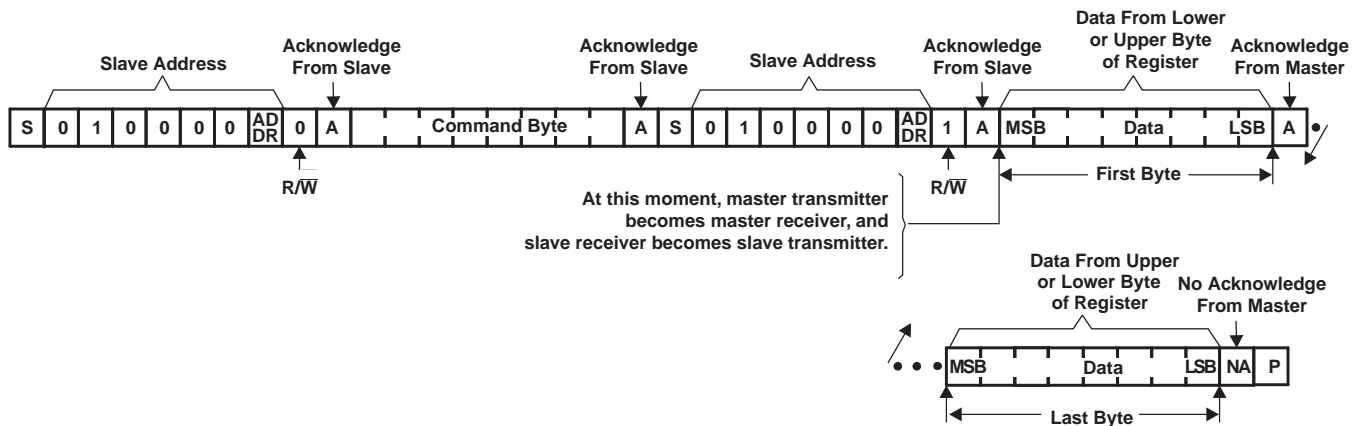 Data From Lower
or Upper Byte
of Register
Slave Address
Acknowledge
From Slave
Acknowledge
From Slave
Slave Address
Acknowledge
From Slave
Acknowledge
From Master
S 0 1 0 0 0 0 AD DR 0 A Command Byte A S 0 1 0 0 0 0 AD DR 1 A MSB Data LSB A
R/W̅
R/W̅
First Byte
At this moment, master transmitter
becomes master receiver, and
slave receiver becomes slave transmitter.
Data From Upper
or Lower Byte
of Register
No Acknowledge
From Master
MSB Data LSB NA P
Last Byte